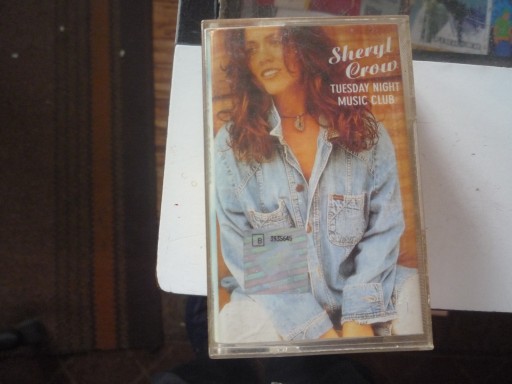 Sheryl
Crow
TUESDAY NIGHT
MUSIC CLUB